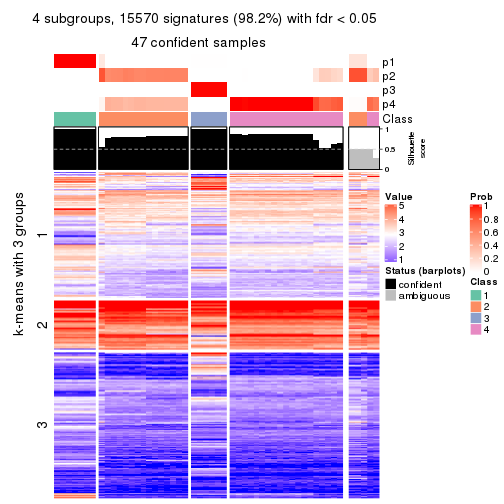 4 subgroups, 15570 signatures (98.2%) with fdr < 0.05
47 confident samples
p1
p2
p3
p4
Class
1
0.5
0
Silhouette
score
k-means with 3 groups
1
2
3
Value
5
4
3
2
1
Prob
1
0.8
0.6
0.4
0.2
0
Status (barplots)
confident
ambiguous
Class
1
2
3
4